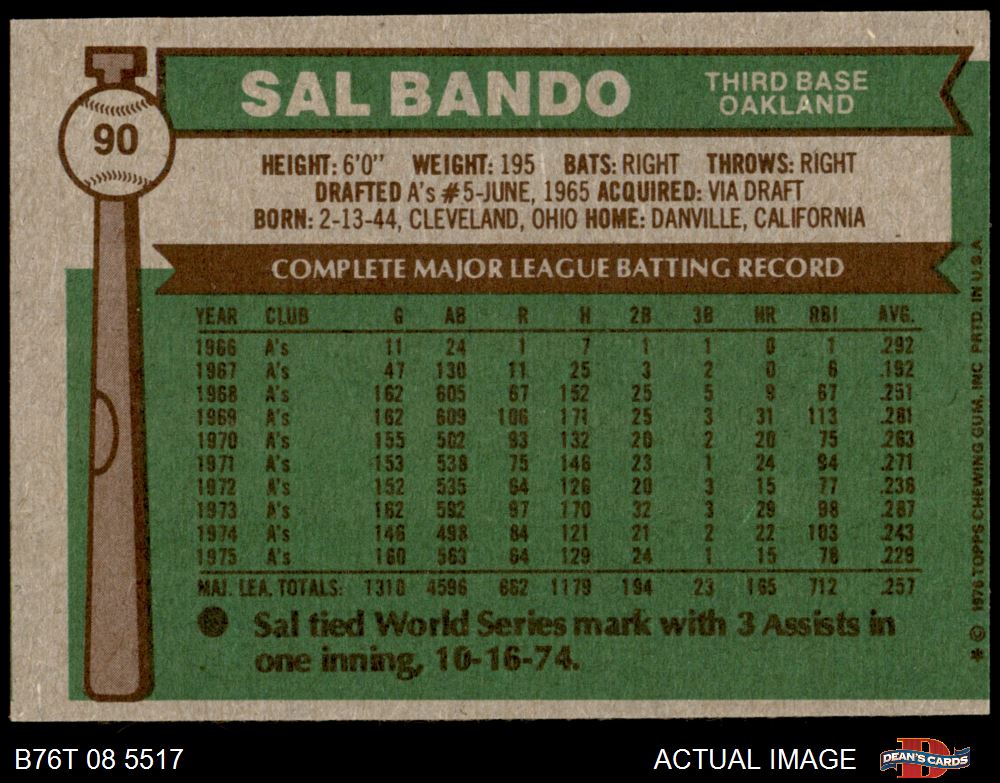 90
SAL BANDO
THIRD BASE
OAKLAND
HEIGHT: 6'0" WEIGHT: 195 BATS: RIGHT THROWS: RIGHT
DRAFTED A's #5-JUNE, 1965 ACQUIRED: VIA DRAFT
BORN: 2-13-44, CLEVELAND, OHIO HOME: DANVILLE, CALIFORNIA
COMPLETE MAJOR LEAGUE BATTING RECORD
YEAR CLUB G AB R H 2B 3B HR RBI AVG.
1966 A's 11 24 1 7 1 1 0 1 .292
1967 A's 47 130 11 25 3 2 0 6 .192
1968 A's 162 605 67 152 25 5 9 67 .251
1969 A's 162 609 106 171 25 3 31 113 .281
1970 A's 155 502 93 132 20 2 20 75 .263
1971 A's 153 538 75 146 23 1 24 94 .271
1972 A's 152 535 64 126 20 3 15 77 .236
1973 A's 162 592 97 170 32 3 29 98 .287
1974 A's 146 498 84 121 21 2 22 103 .243
1975 A's 160 563 64 129 24 1 15 78 .229
MAJ. LEA. TOTALS: 1310 4596 662 1179 194 23 165 712 .257
Sal tied World Series mark with 3 Assists in
one inning, 10-16-74.
* © 1976 TOPPS CHEWING GUM, INC PRTD. IN U.S.A.
B76T 08 5517
ACTUAL IMAGE
DEAN'S CARDS